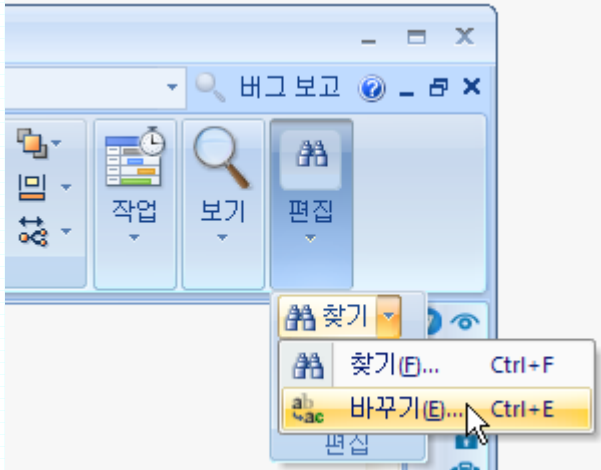 버그 보고
작업
보기
편집
찾기
찾기(F)... Ctrl+F
바꾸기(E)... Ctrl+E
편집